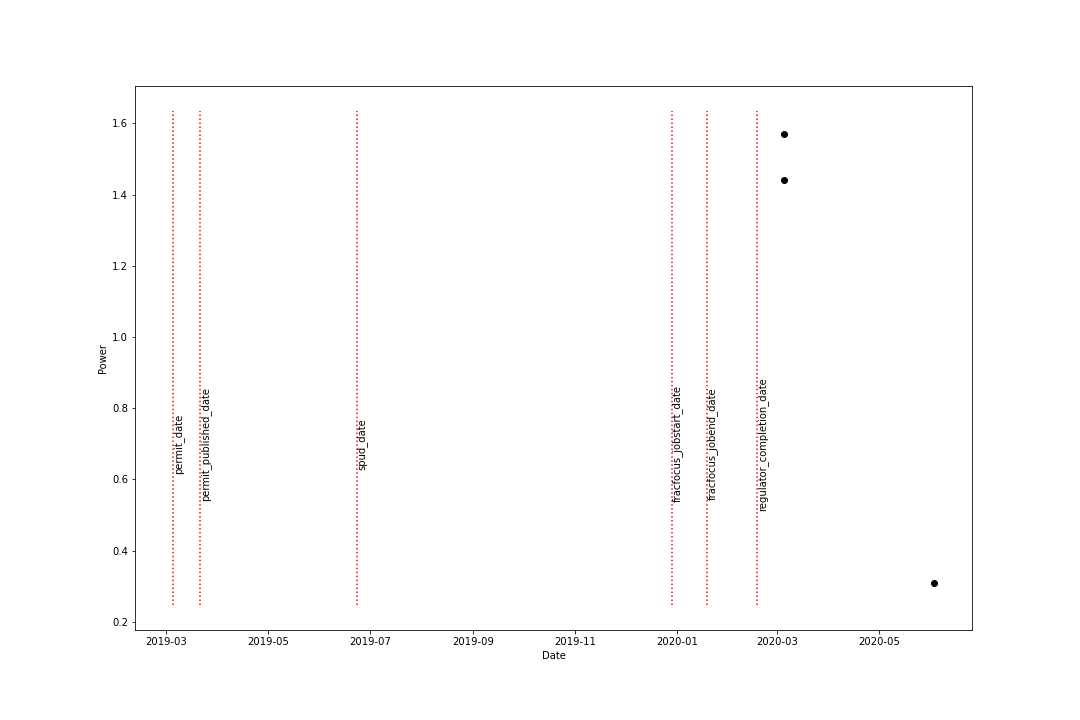 1.6
1.4
1.2
1.0
0.8
0.6
0.4
0.2
Power
permit_date
permit_published_date
spud_date
fracfocus_jobstart_date
fracfocus_jobend_date
regulator_completion_date
2019-03
2019-05
2019-07
2019-09
2019-11
2020-01
2020-03
2020-05
Date